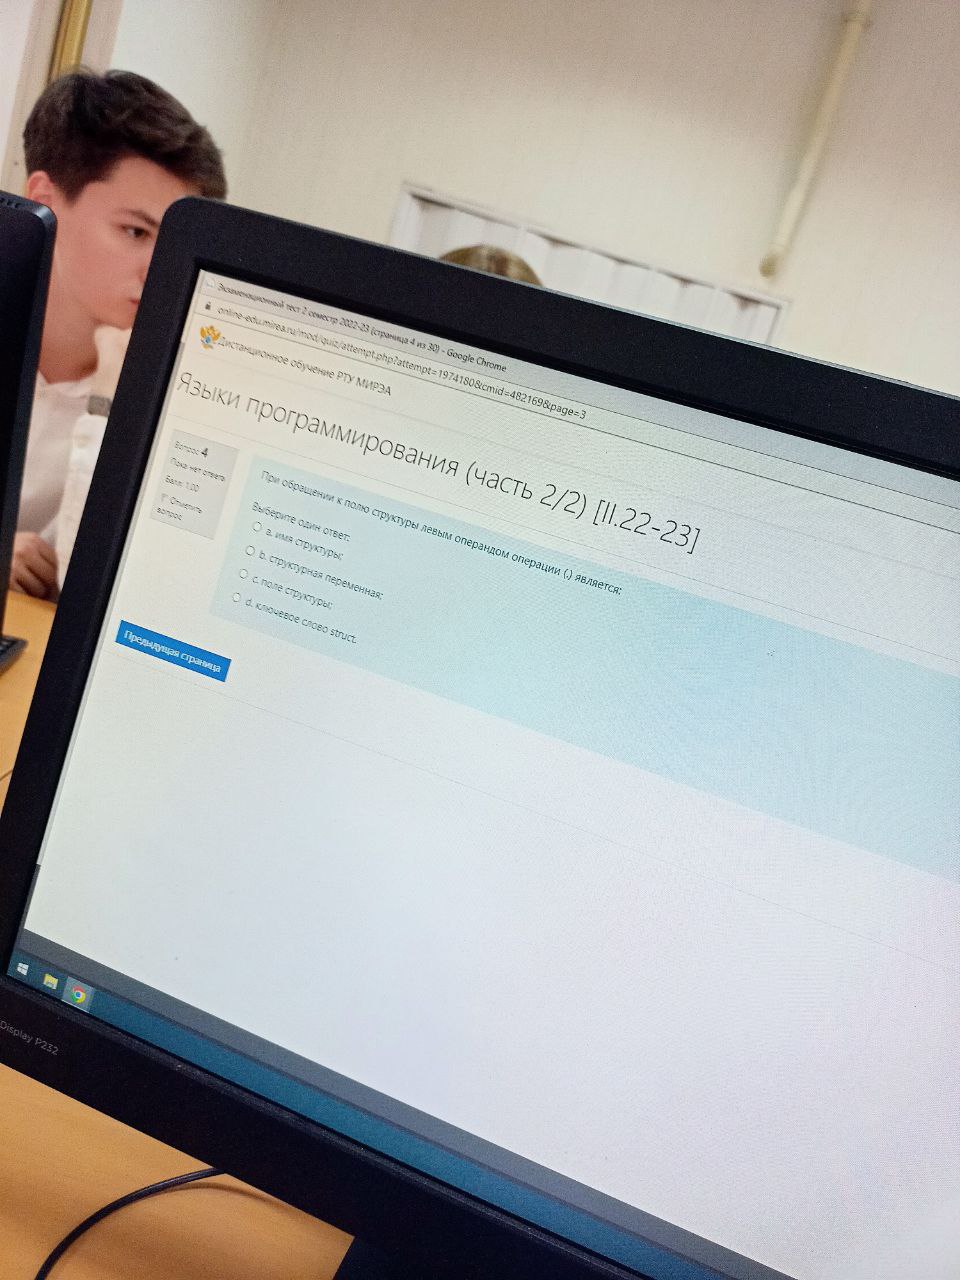 Экзаменационный тест 2 семестр 2022-23 (страница 4 из 30) - Google Chrome
online-edu.mirea.ru/mod/quiz/attempt.php?attempt=1974180&cmid=482169&page=3
Дистанционное обучение РТУ МИРЭА
Языки программирования (часть 2/2) [II.22-23]
Вопрос 4
Пока нет ответа
Балл: 1,00
Отметить
вопрос
При обращении к полю структуры левым операндом операции (.) является:
Выберите один ответ:
a. имя структуры;
b. структурная переменная;
c. поле структуры;
d. ключевое слово struct.
Предыдущая страница
Display P232